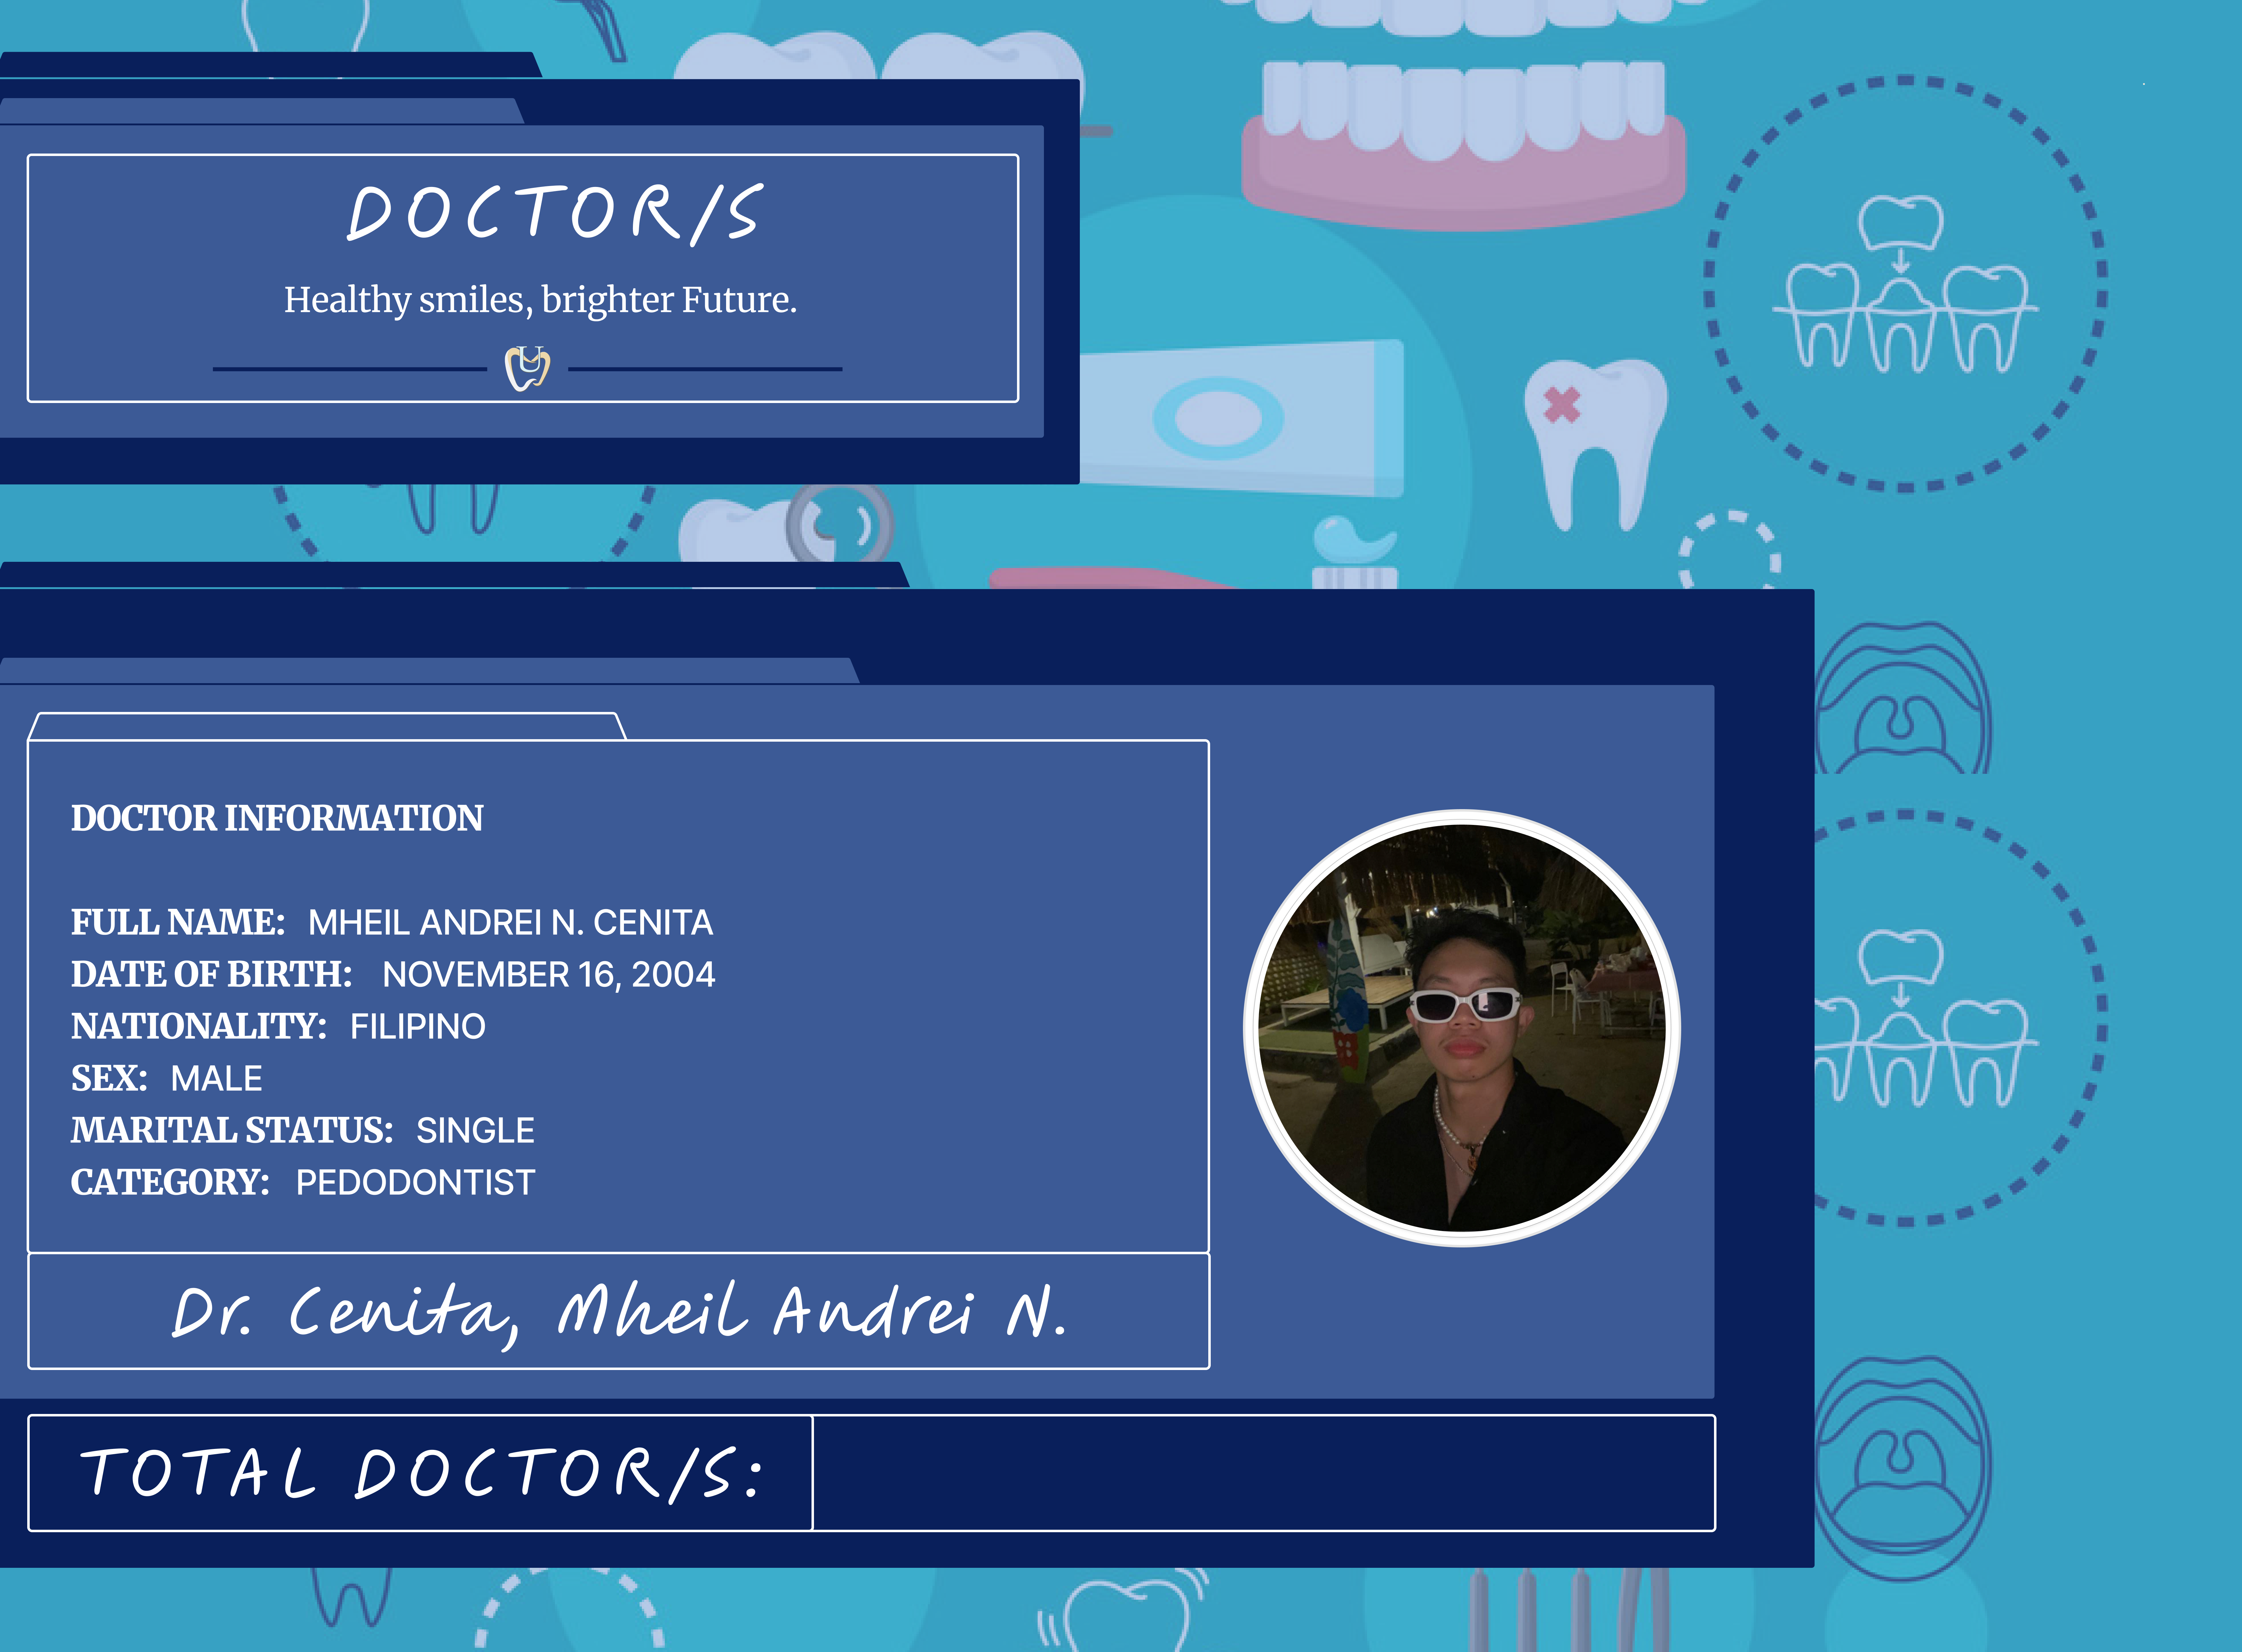 DOCTOR/S
Healthy smiles, brighter Future.
U
DOCTOR INFORMATION
FULL NAME: MHEIL ANDREI N. CENITA
DATE OF BIRTH: NOVEMBER 16, 2004
NATIONALITY: FILIPINO
SEX: MALE
MARITAL STATUS: SINGLE
CATEGORY: PEDODONTIST
Dr. Cenita, Mheil Andrei N.
TOTAL DOCTOR/S: